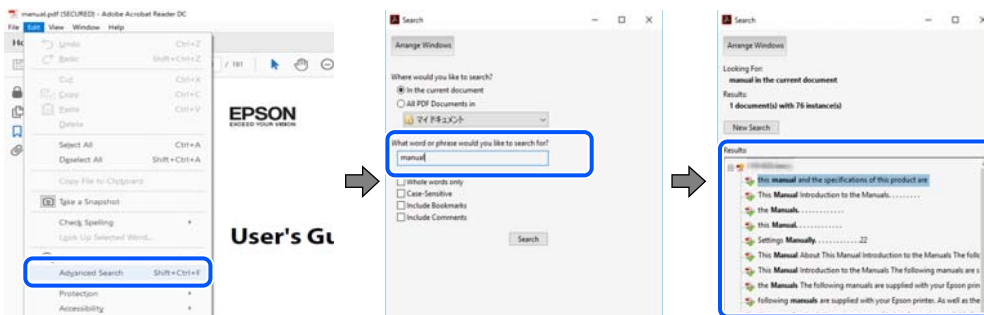 manual.pdf (SECURED) - Adobe Acrobat Reader DC
File Edit View Window Help
Undo Ctrl+Z
Redo Shift+Ctrl+Z
Cut Ctrl+X
Copy Ctrl+C
Paste Ctrl+V
Delete
Select All Ctrl+A
Deselect All Shift+Ctrl+A
Copy File to Clipboard
Take a Snapshot
Check Spelling
Look Up Selected Word...
Advanced Search Shift+Ctrl+F
Protection
Accessibility
/ 181
EPSON
EXCEED YOUR VISION
User's Gu
Search
Arrange Windows
Where would you like to search?
In the current document
All PDF Documents in
マイ ドキュメント
What word or phrase would you like to search for?
manual
Whole words only
Case-Sensitive
Include Bookmarks
Include Comments
Search
Search
Arrange Windows
Looking For:
manual in the current document
Results:
1 document(s) with 76 instance(s)
New Search
Results:
this manual and the specifications of this product are
This Manual Introduction to the Manuals. . . . . . . . .
the Manuals. . . . . . . . . . . . .
this Manual. . . . . . . . . . . . .
Settings Manually. . . . . . . . . . . . .22
This Manual About This Manual Introduction to the Manuals The follo
This Manual Introduction to the Manuals The following manuals are s
the Manuals The following manuals are supplied with your Epson prin
following manuals are supplied with your Epson printer. As well as the